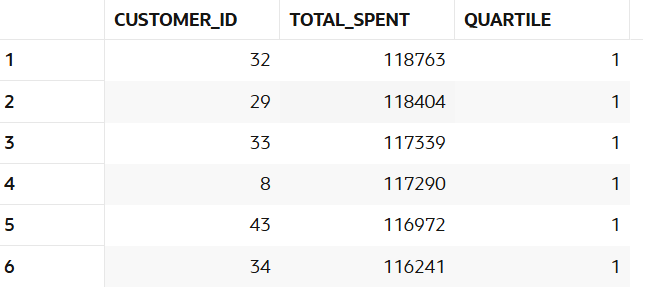 CUSTOMER_ID TOTAL_SPENT QUARTILE
1 32 118763 1
2 29 118404 1
3 33 117339 1
4 8 117290 1
5 43 116972 1
6 34 116241 1